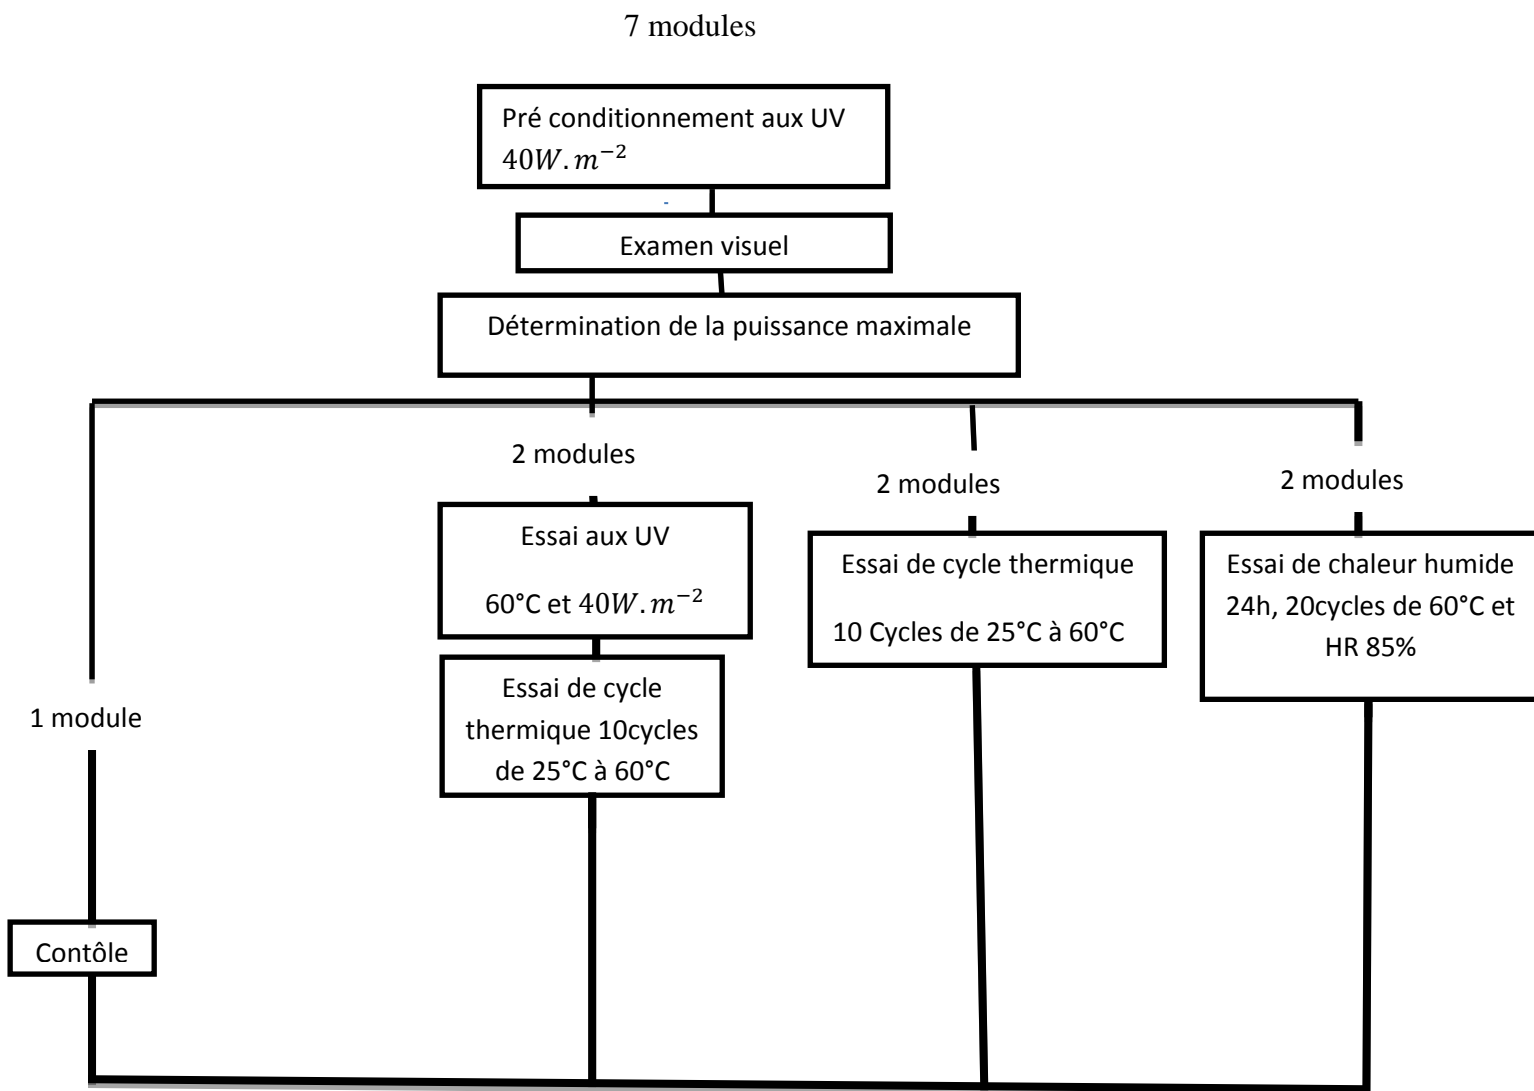 7 modules
Pré conditionnement aux UV
40W.m⁻²
Examen visuel
Détermination de la puissance maximale
2 modules
2 modules
2 modules
Essai aux UV
60°C et 40W.m⁻²
Essai de cycle thermique
10 Cycles de 25°C à 60°C
Essai de chaleur humide
24h, 20cycles de 60°C et
HR 85%
Essai de cycle
thermique 10cycles
de 25°C à 60°C
1 module
Contôle